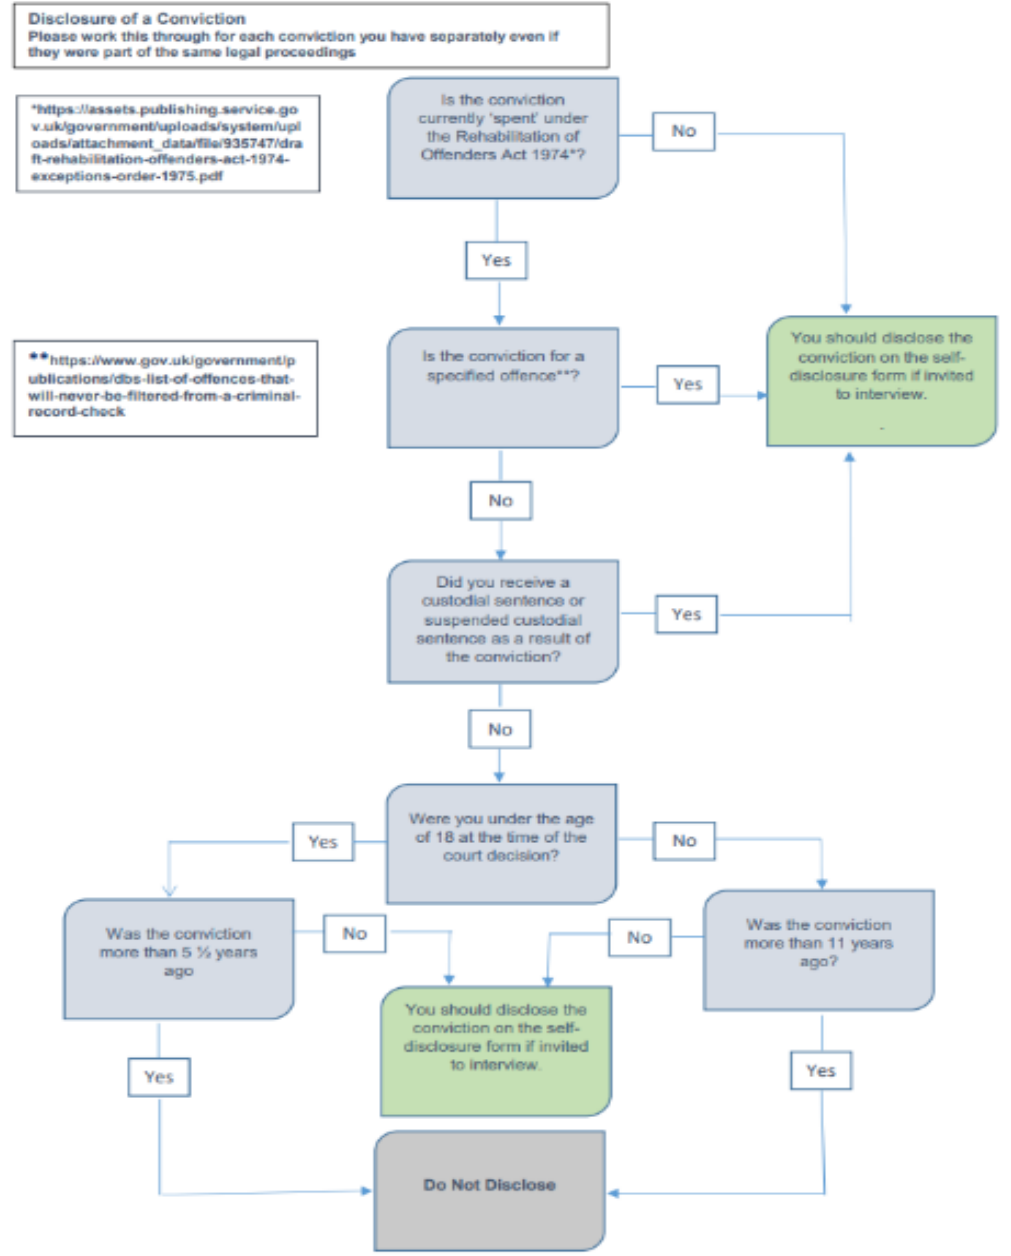 Disclosure of a Conviction
Please work this through for each conviction you have separately even if
they were part of the same legal proceedings
*https://assets.publishing.service.go
v.uk/government/uploads/system/upl
oads/attachment_data/file/935747/dra
ft-rehabilitation-offenders-act-1974-
exceptions-order-1975.pdf
Is the conviction
currently 'spent' under
the Rehabilitation of
Offenders Act 1974*?
No
Yes
**https://www.gov.uk/government/p
ublications/dbs-list-of-offences-that-
will-never-be-filtered-from-a-criminal-
record-check
Is the conviction for a
specified offence**?
Yes
You should disclose the
conviction on the self-
disclosure form if invited
to interview.
-
No
Did you receive a
custodial sentence or
suspended custodial
sentence as a result of
the conviction?
Yes
No
Were you under the age
of 18 at the time of the
court decision?
Yes
No
Was the conviction
more than 5 ½ years
ago
No
No
Was the conviction
more than 11 years
ago?
You should disclose the
conviction on the self-
disclosure form if invited
to interview.
Yes
Yes
Do Not Disclose